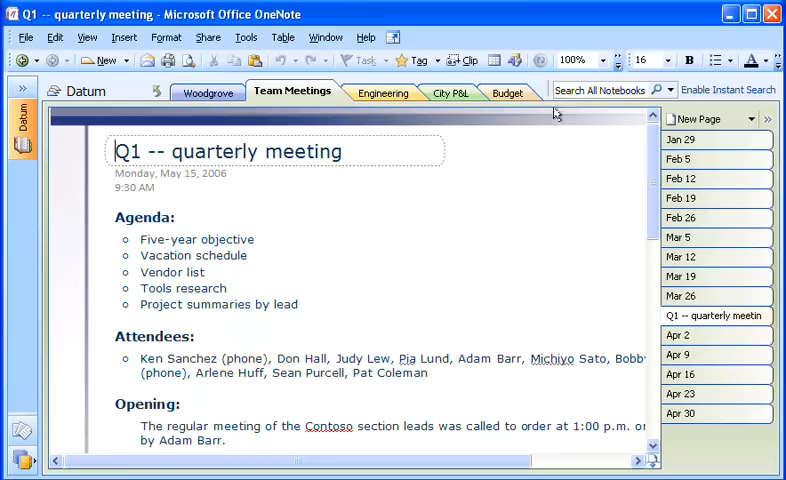 Q1 -- quarterly meeting - Microsoft Office OneNote
File Edit View Insert Format Share Tools Table Window Help
New Task Tag Clip 100% 16 B A
Datum Woodgrove Team Meetings Engineering City P&L Budget Search All Notebooks Enable Instant Search
Datum
Q1 -- quarterly meeting
Monday, May 15, 2006
9:30 AM
Agenda:
Five-year objective
Vacation schedule
Vendor list
Tools research
Project summaries by lead
Attendees:
Ken Sanchez (phone), Don Hall, Judy Lew, Pia Lund, Adam Barr, Michiyo Sato, Bobby
(phone), Arlene Huff, Sean Purcell, Pat Coleman
Opening:
The regular meeting of the Contoso section leads was called to order at 1:00 p.m. on
by Adam Barr.
New Page
Jan 29
Feb 5
Feb 12
Feb 19
Feb 26
Mar 5
Mar 12
Mar 19
Mar 26
Q1 -- quarterly meetin
Apr 2
Apr 9
Apr 16
Apr 23
Apr 30